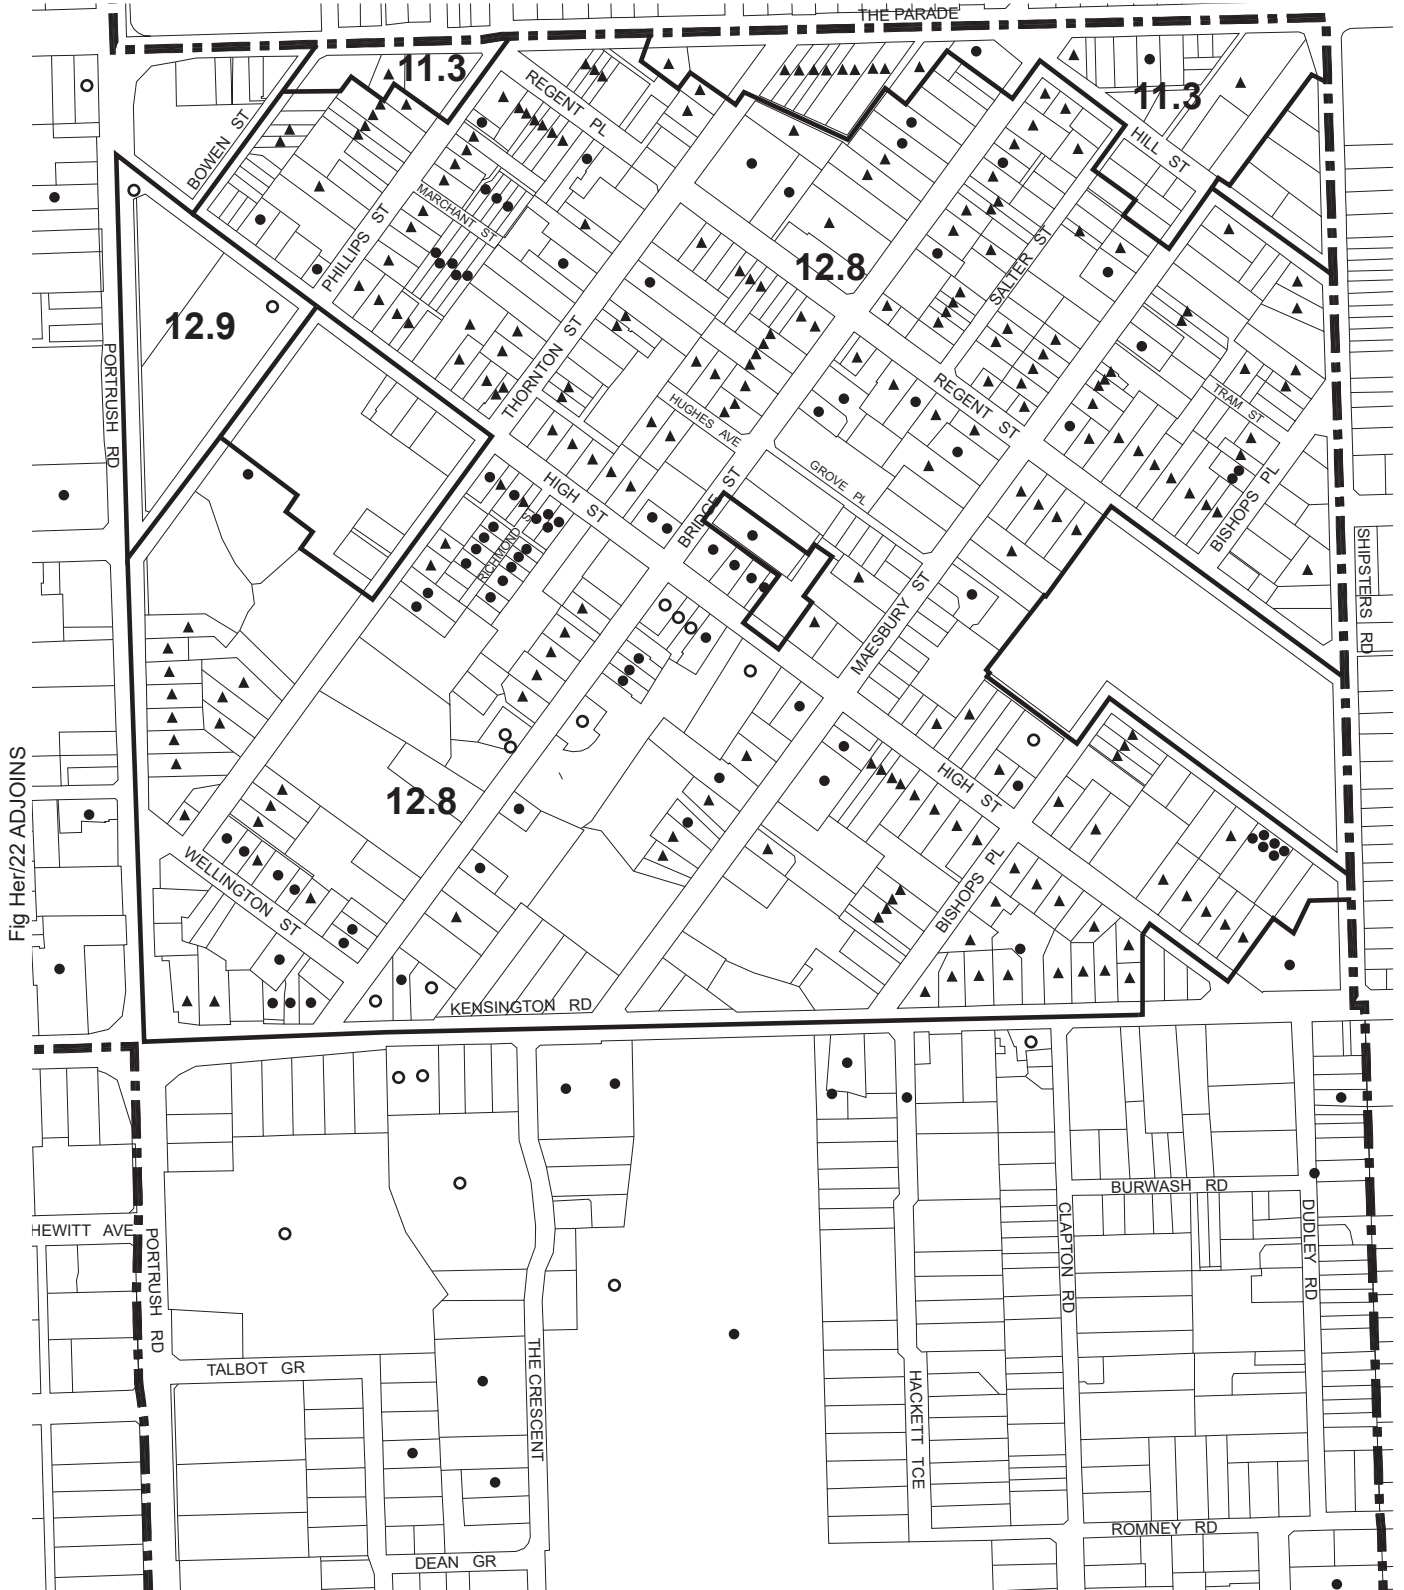 THE PARADE
11.3
REGENT PL
11.3
BOWEN ST
HILL ST
MARCHANT ST
PHILLIPS ST
12.8
SALTER ST
12.9
THORNTON ST
PORTRUSH RD
REGENT ST
TRAM ST
HUGHES AVE
GROVE PL
HIGH ST
BRIDGE ST
BISHOPS PL
RICHMOND ST
SHIPSTERS RD
MAESBURY ST
Fig Her/22 ADJOINS
12.8
HIGH ST
WELLINGTON ST
BISHOPS PL
KENSINGTON RD
BURWASH RD
HEWITT AVE
PORTRUSH RD
CLAPTON RD
DUDLEY RD
TALBOT GR
THE CRESCENT
HACKETT TCE
ROMNEY RD
DEAN GR